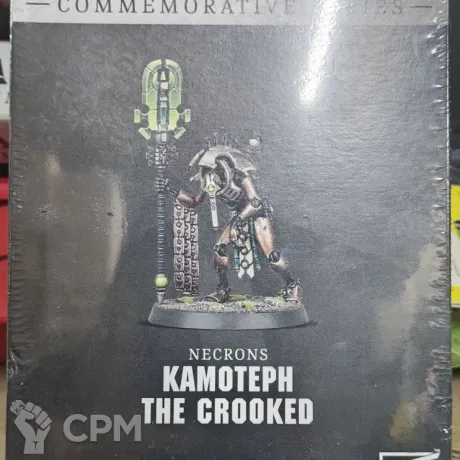 COMMEMORATIVE SERIES
NECRONS
KAMOTEPH
THE CROOKED
CPM